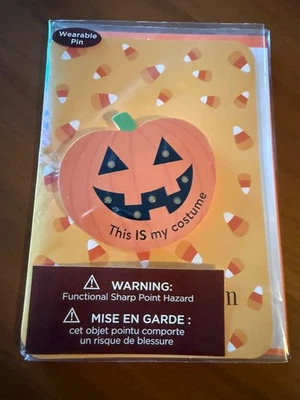 Wearable
Pin
This IS my costume
WARNING:
Functional Sharp Point Hazard
MISE EN GARDE :
cet objet pointu comporte
un risque de blessure